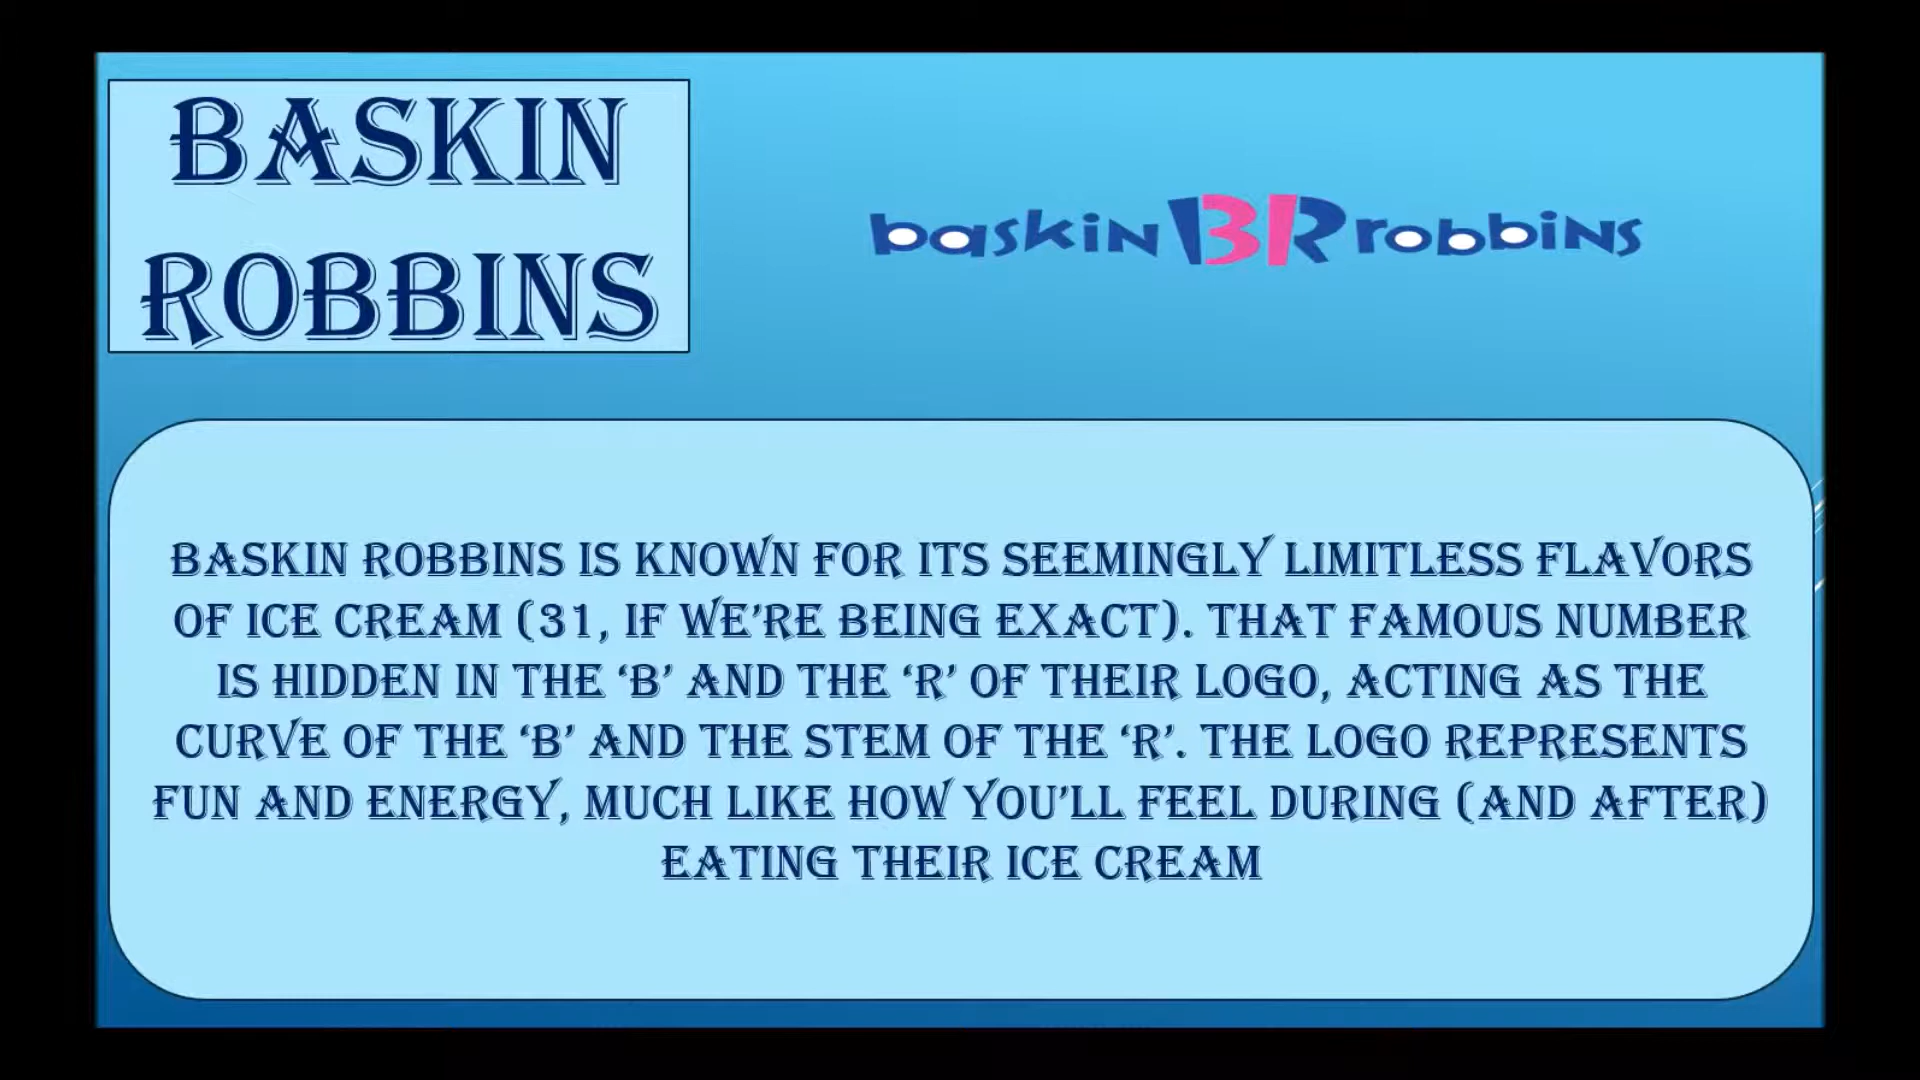 BASKIN
ROBBINS
baskin BR robbins
BASKIN ROBBINS IS KNOWN FOR ITS SEEMINGLY LIMITLESS FLAVORS
OF ICE CREAM (31, IF WE’RE BEING EXACT). THAT FAMOUS NUMBER
IS HIDDEN IN THE ‘B’ AND THE ‘R’ OF THEIR LOGO, ACTING AS THE
CURVE OF THE ‘B’ AND THE STEM OF THE ‘R’. THE LOGO REPRESENTS
FUN AND ENERGY, MUCH LIKE HOW YOU’LL FEEL DURING (AND AFTER)
EATING THEIR ICE CREAM